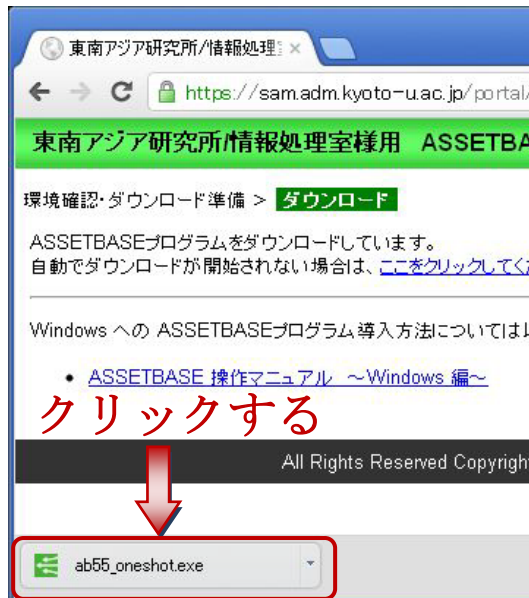 東南アジア研究所/情報処理
https://sam.adm.kyoto-u.ac.jp/portal/
東南アジア研究所/情報処理室様用 ASSETBA
環境確認・ダウンロード準備 > ダウンロード
ASSETBASEプログラムをダウンロードしています。
自動でダウンロードが開始されない場合は、ここをクリックしてく
Windows への ASSETBASEプログラム導入方法については
ASSETBASE 操作マニュアル ～Windows 編～
クリックする
All Rights Reserved Copyright
ab55_oneshot.exe